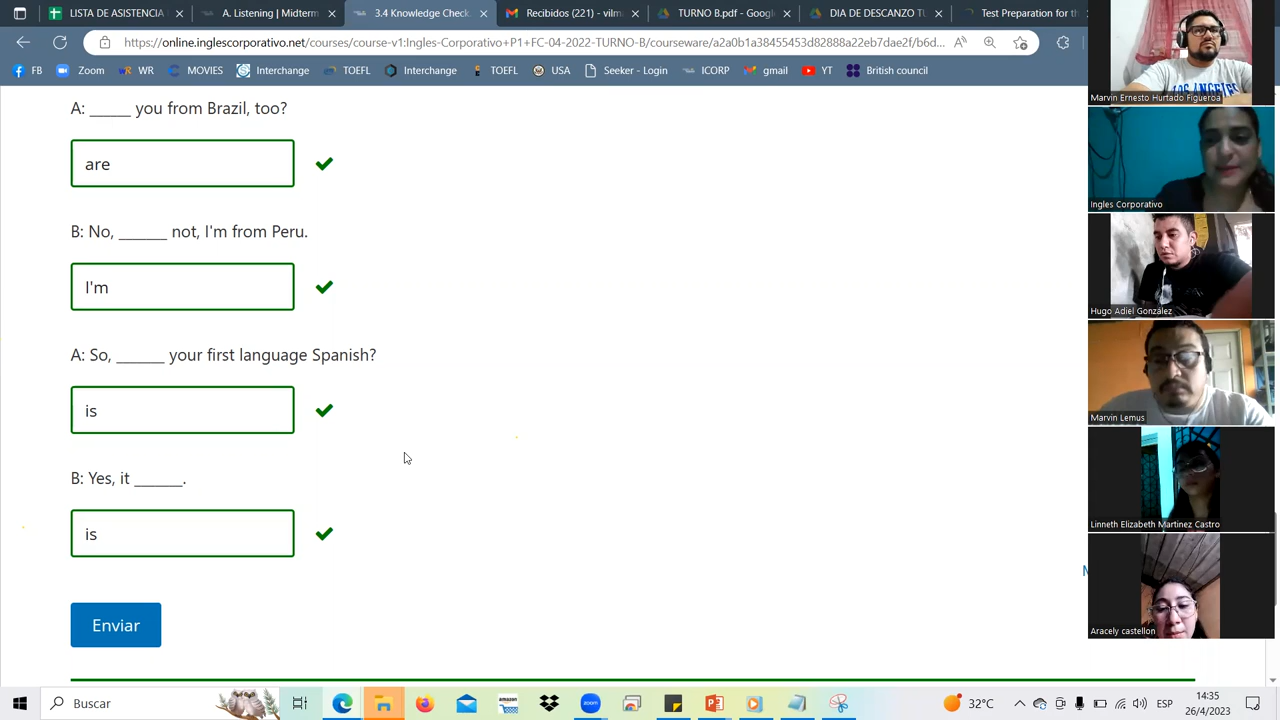 LISTA DE ASISTENCIA
A. Listening | Midterm
3.4 Knowledge Check.
Recibidos (221) - vilm
TURNO B.pdf - Goog
DIA DE DESCANZO T
Test Preparation for th
https://online.inglescorporativo.net/courses/course-v1:Ingles-Corporativo+P1+FC-04-2022-TURNO-B/courseware/a2a0b1a38455453d82888a22eb7dae2f/b6d...
FB
Zoom
WR
MOVIES
Interchange
TOEFL
Interchange
TOEFL
USA
Seeker - Login
ICORP
gmail
YT
British council
A: _____ you from Brazil, too?
are
B: No, ______ not, I'm from Peru.
I'm
A: So, ______ your first language Spanish?
is
B: Yes, it ______.
is
Enviar
LOS ANGELES
Marvin Ernesto Hurtado Figueroa
Ingles Corporativo
Hugo Adiel González
Marvin Lemus
Linneth Elizabeth Martinez Castro
Aracely castellon
Buscar
32°C
ESP
14:35
26/4/2023